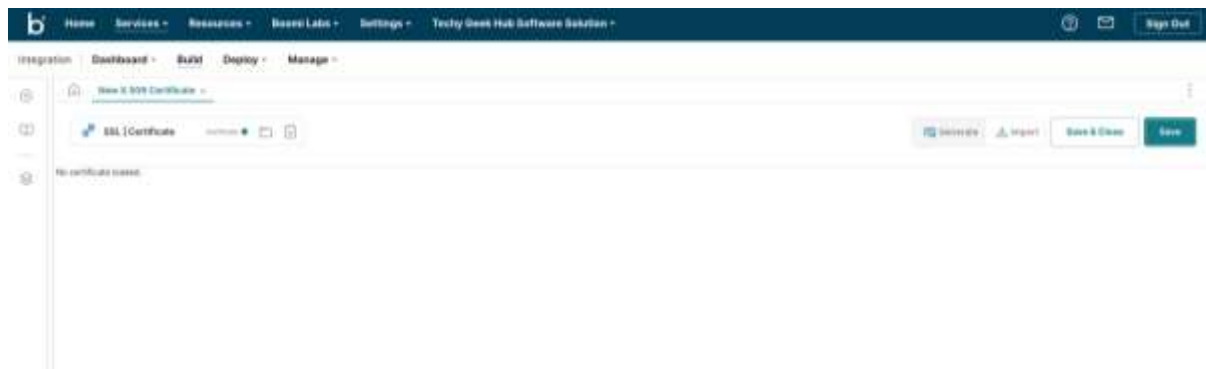 b Home Services Resources Boomi Labs Settings Techy Geek Hub Software Solution Sign Out
Integration Dashboard Build Deploy Manage
New X.509 Certificate
SSL | Certificate Generate Import Save & Close Save
No certificate loaded.